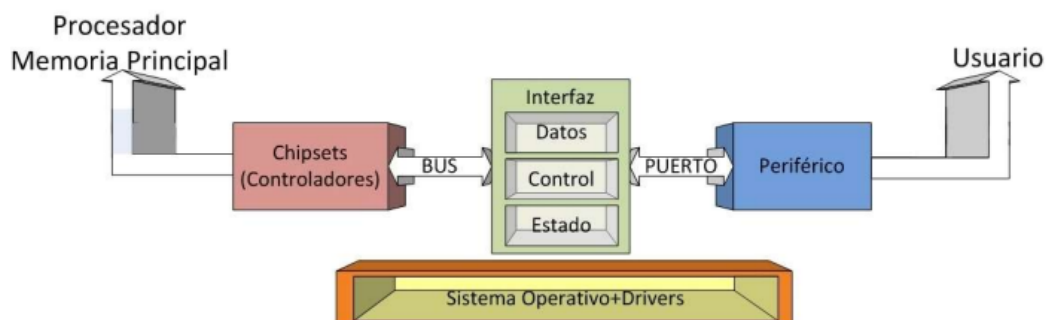 Procesador
Memoria Principal
Usuario
Interfaz
Datos
Chipsets
(Controladores)
BUS
Control
PUERTO
Periférico
Estado
Sistema Operativo+Drivers